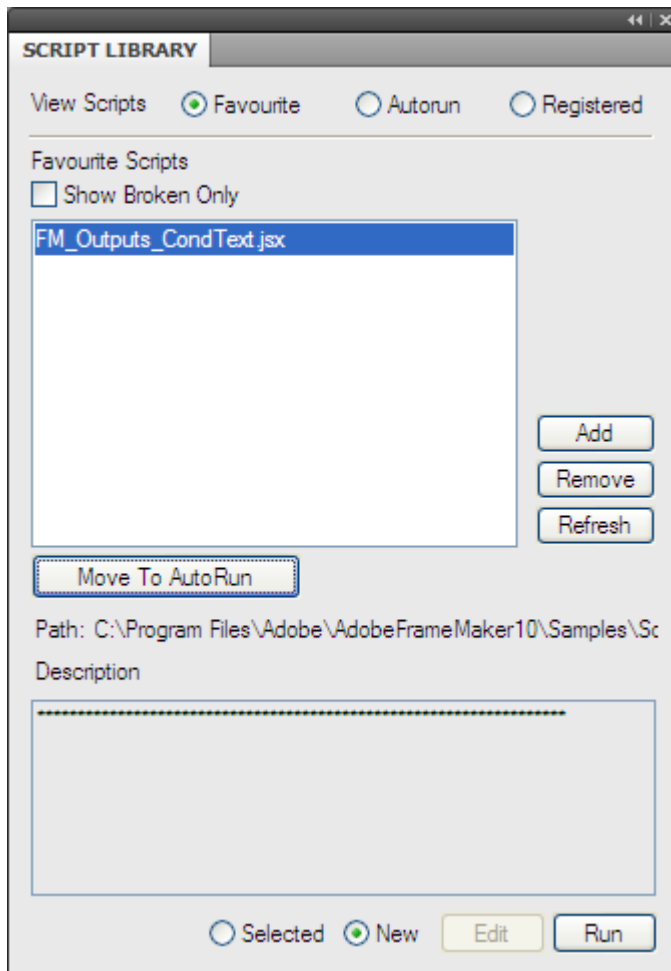 SCRIPT LIBRARY
View Scripts Favourite Autorun Registered
Favourite Scripts
Show Broken Only
FM_Outputs_CondText.jsx
Add
Remove
Refresh
Move To AutoRun
Path: C:\Program Files\Adobe\AdobeFrameMaker10\Samples\Sc
Description
Selected New Edit Run